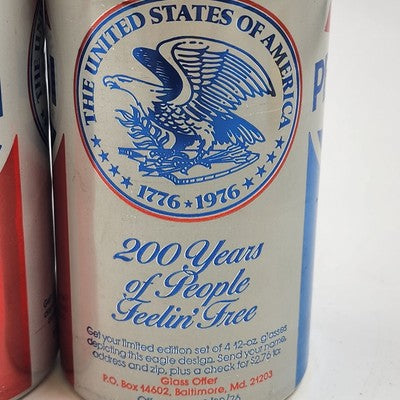 THE UNITED STATES OF AMERICA
1776 ★ 1976
200 Years
of People
Feelin' Free
Get your limited edition set of 4 12-oz. glasses
depicting this eagle design. Send your name,
address and zip, plus a check for $2.76 to:
Glass Offer
P.O. Box 14602, Baltimore, Md. 21203